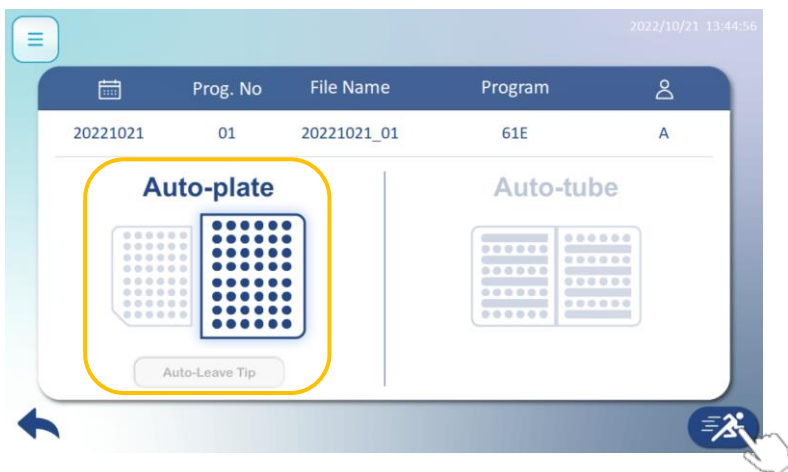 2022/10/21 13:44:56
Prog. No File Name Program
20221021 01 20221021_01 61E A
Auto-plate Auto-tube
Auto-Leave Tip